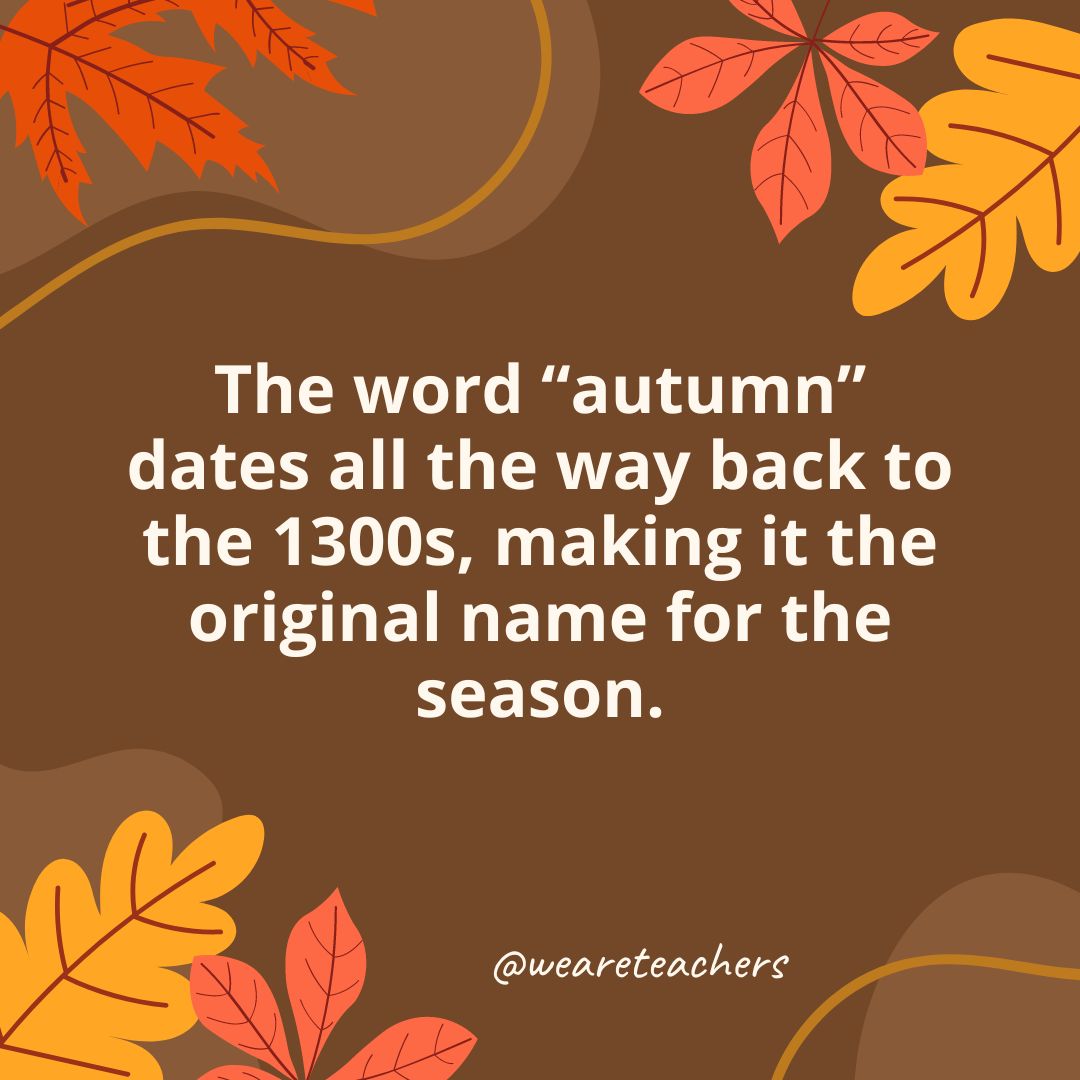 The word “autumn”
dates all the way back to
the 1300s, making it the
original name for the
season.
@weareteachers